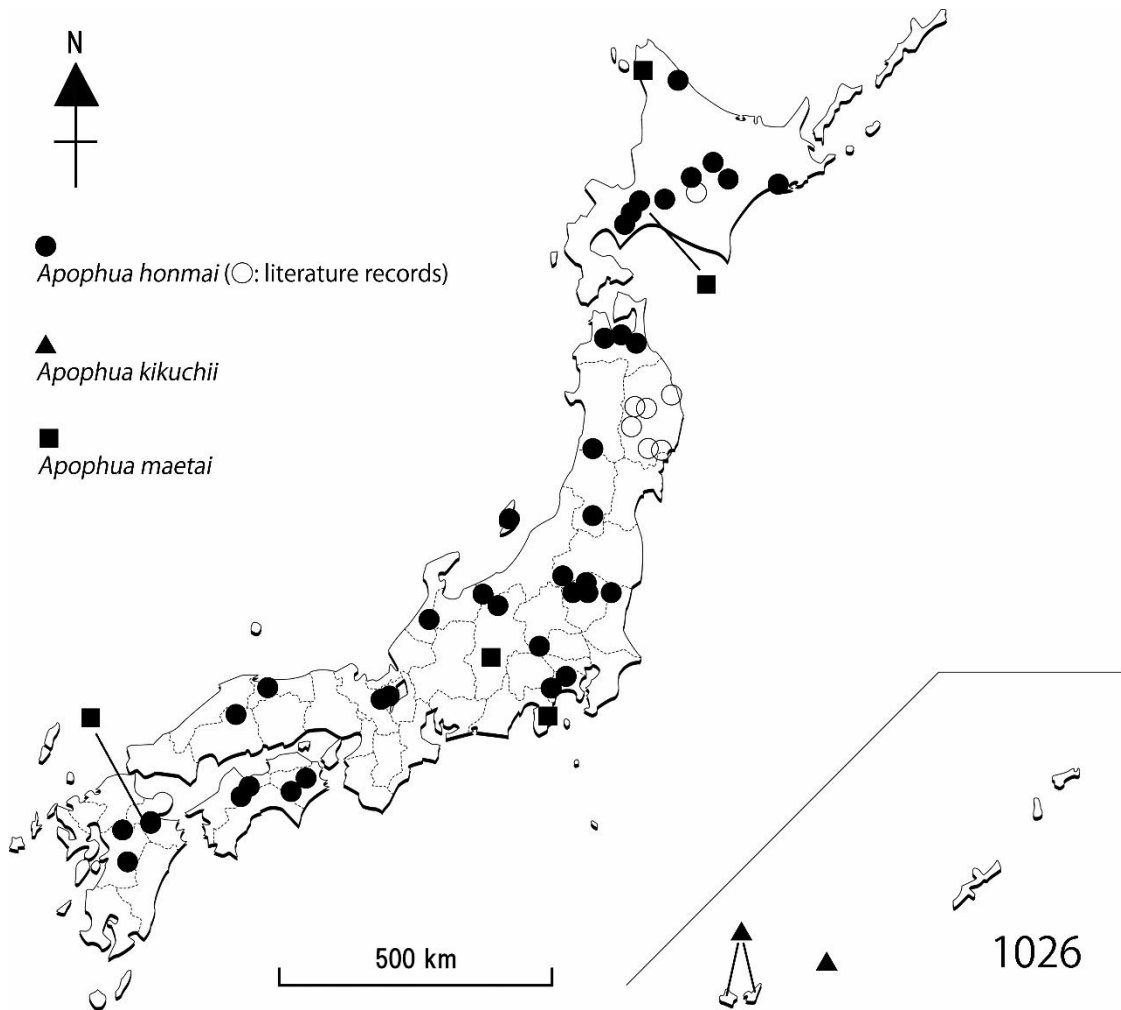 N
Apophua honmai (○: literature records)
Apophua kikuchii
Apophua maetai
500 km
1026